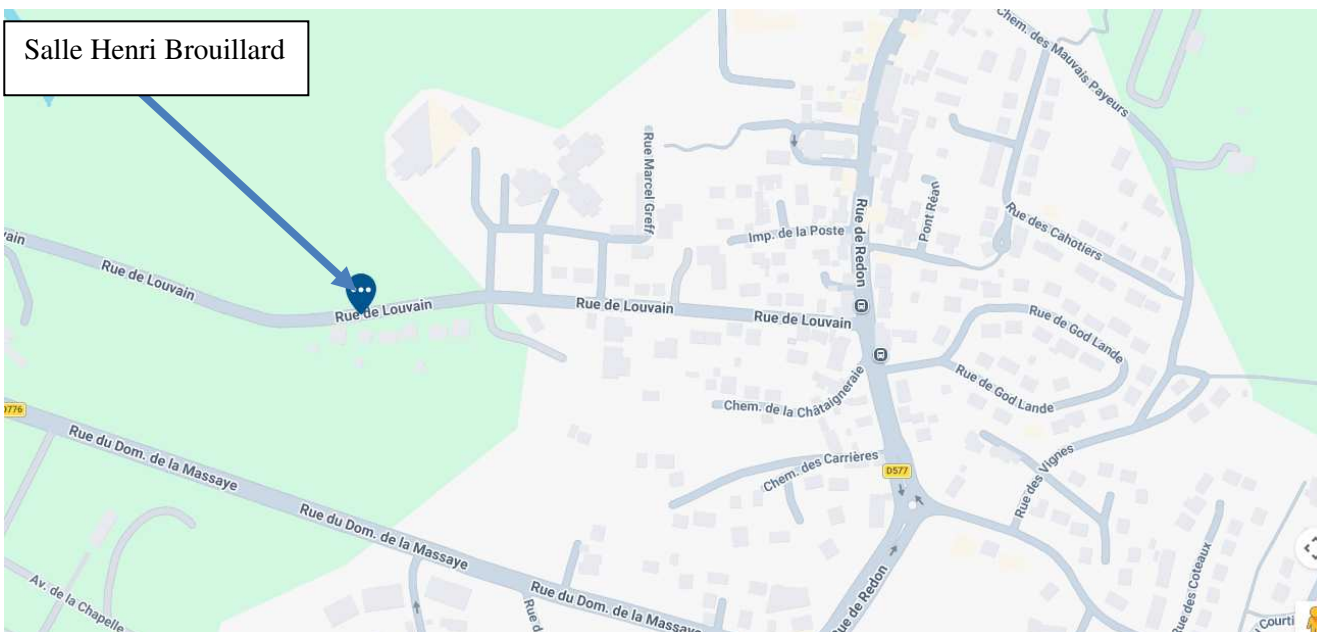 Salle Henri Brouillard
Chem. des Mauvais Payeurs
Rue Marcel Greff
Pont Réau
Rue de Redon
Rue des Cahotiers
Imp. de la Poste
vain
Rue de Louvain
Rue de Louvain
Rue de Louvain
Rue de Louvain
Rue de God Lande
Rue de God Lande
Chem. de la Châtaigneraie
D776
Rue du Dom. de la Massaye
Chem. des Carrières
D577
Rue des Vignes
Rue du Dom. de la Massaye
Rue des Coteaux
Av. de la Chapelle
Rue du Dom. de la Massaye
Rue d
Rue de Redon
Courti